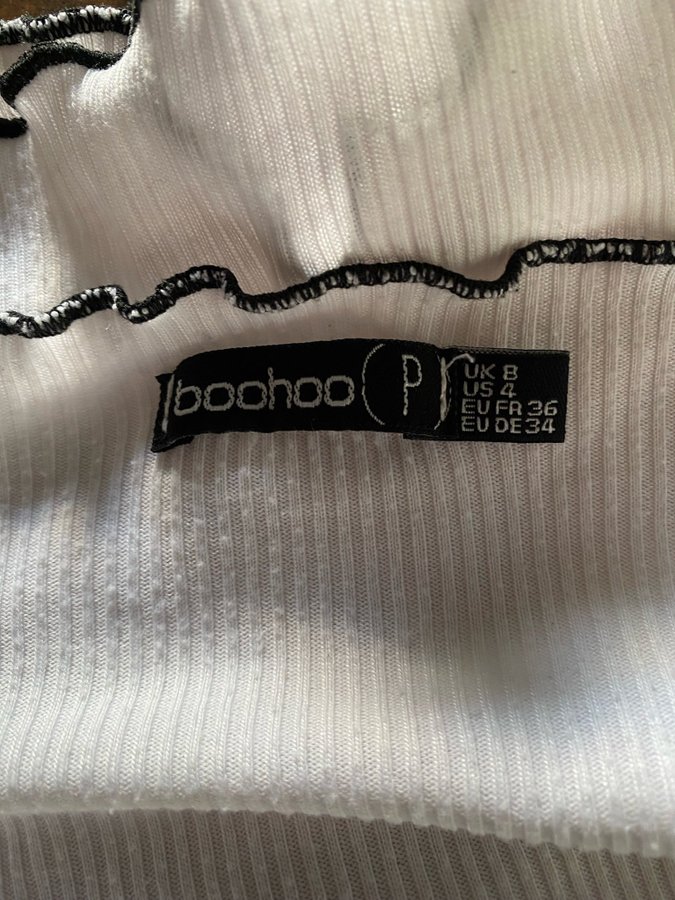 boohoo P
UK 8
US 4
EU FR 36
EU DE 34